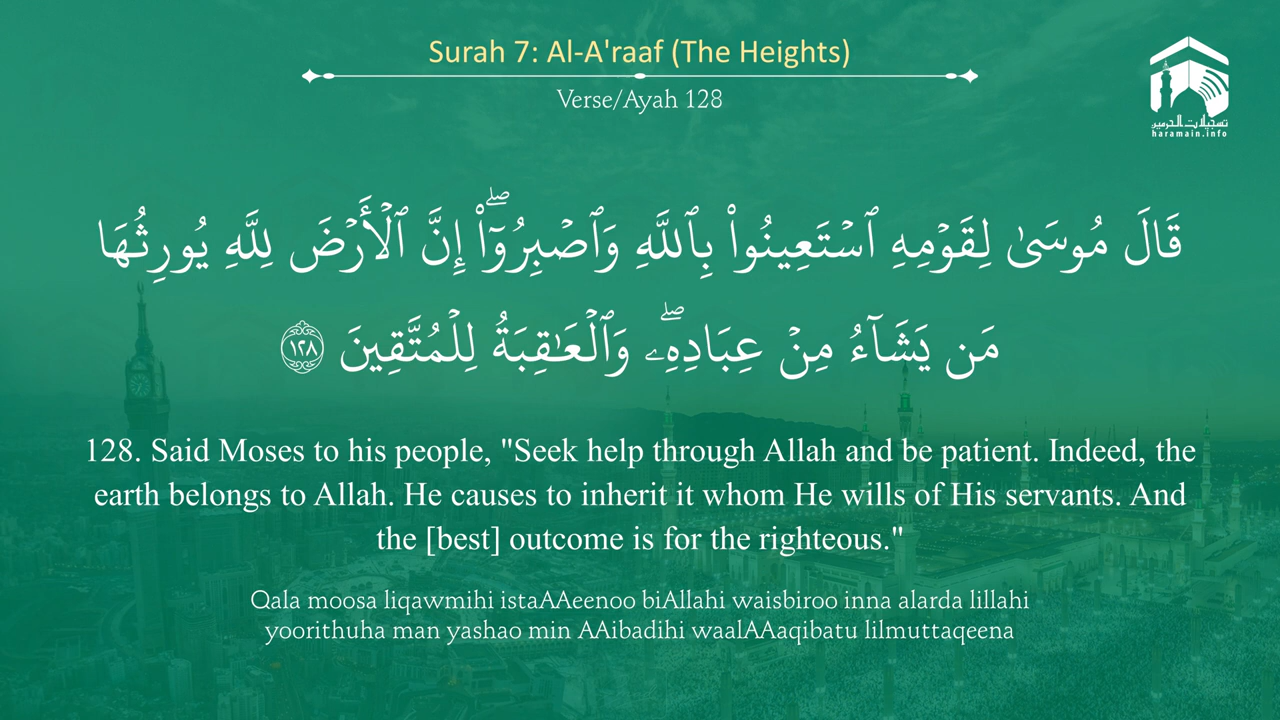 Surah 7: Al-A'raaf (The Heights)
Verse/Ayah 128
تسجيلات الحرمين
haramain.info
قَالَ مُوسَىٰ لِقَوْمِهِ ٱسْتَعِينُوا۟ بِٱللَّهِ وَٱصْبِرُوٓا۟ ۖ إِنَّ ٱلْأَرْضَ لِلَّهِ يُورِثُهَا
مَن يَشَآءُ مِنْ عِبَادِهِۦ ۖ وَٱلْعَـٰقِبَةُ لِلْمُتَّقِينَ ١٢٨
128. Said Moses to his people, "Seek help through Allah and be patient. Indeed, the
earth belongs to Allah. He causes to inherit it whom He wills of His servants. And
the [best] outcome is for the righteous."
Qala moosa liqawmihi istaAAeenoo biAllahi waisbiroo inna alarda lillahi
yoorithuha man yashao min AAibadihi waalAAaqibatu lilmuttaqeena